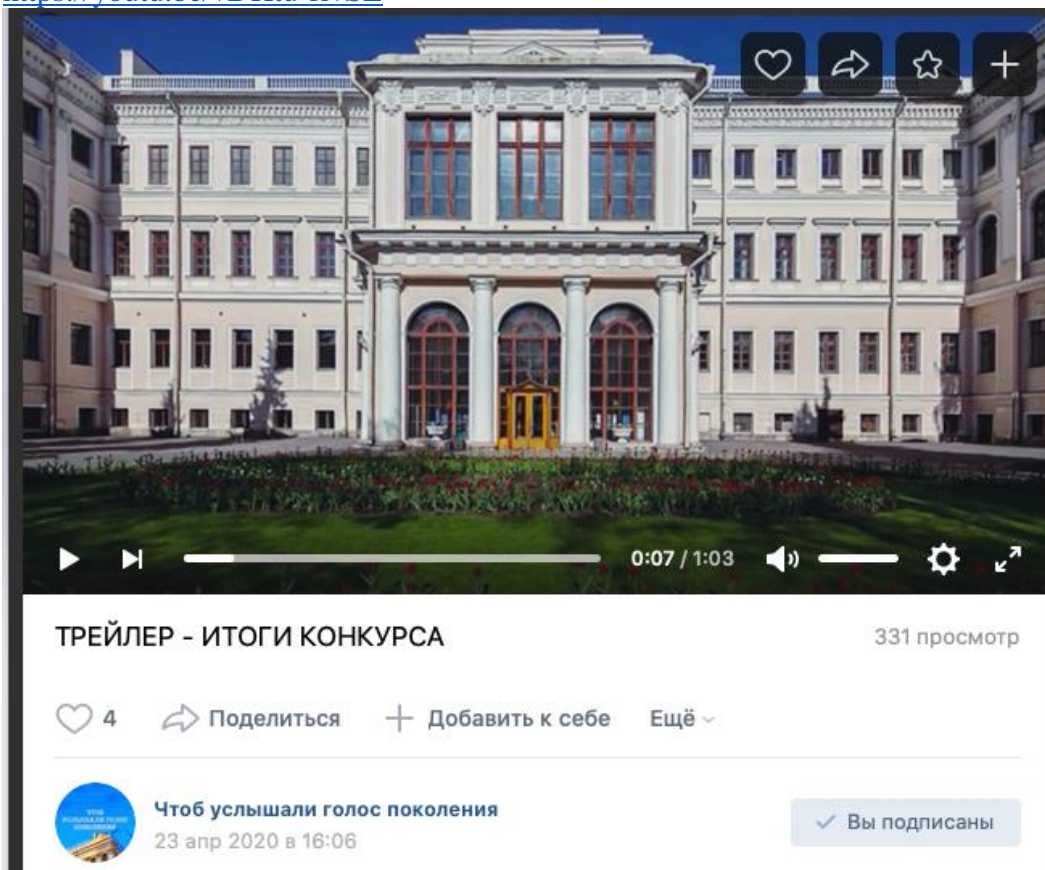 0:07 / 1:03
ТРЕЙЛЕР - ИТОГИ КОНКУРСА
331 просмотр
4 Поделиться Добавить к себе Ещё
Чтоб услышали голос поколения
23 апр 2020 в 16:06
Вы подписаны